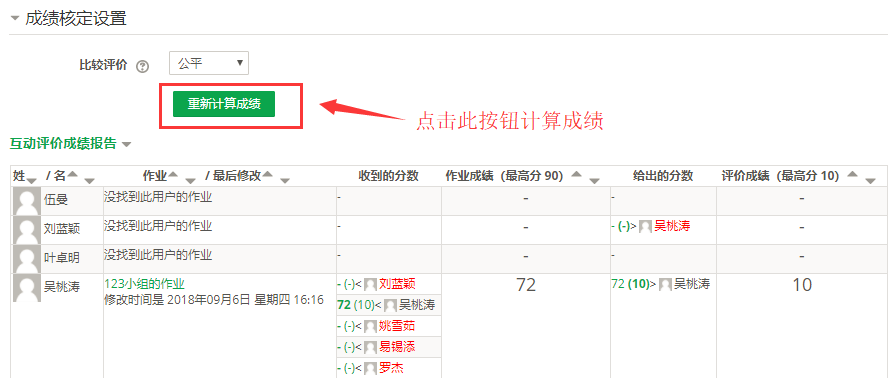 成绩核定设置
比较评价 ? 公平
重新计算成绩
点击此按钮计算成绩
互动评价成绩报告
姓 / 名 作业 / 最后修改 收到的分数 作业成绩（最高分 90） 给出的分数 评价成绩（最高分 10）
伍曼 没找到此用户的作业 - - - -
刘蓝颖 没找到此用户的作业 - - - (-)> 吴桃涛 -
叶卓明 没找到此用户的作业 - - - -
吴桃涛 123小组的作业 - (-)< 刘蓝颖 72 72 (10)> 吴桃涛 10
修改时间是 2018年09月6日 星期四 16:16 72 (10)< 吴桃涛
- (-)< 姚雪茹
- (-)< 易锡添
- (-)< 罗杰